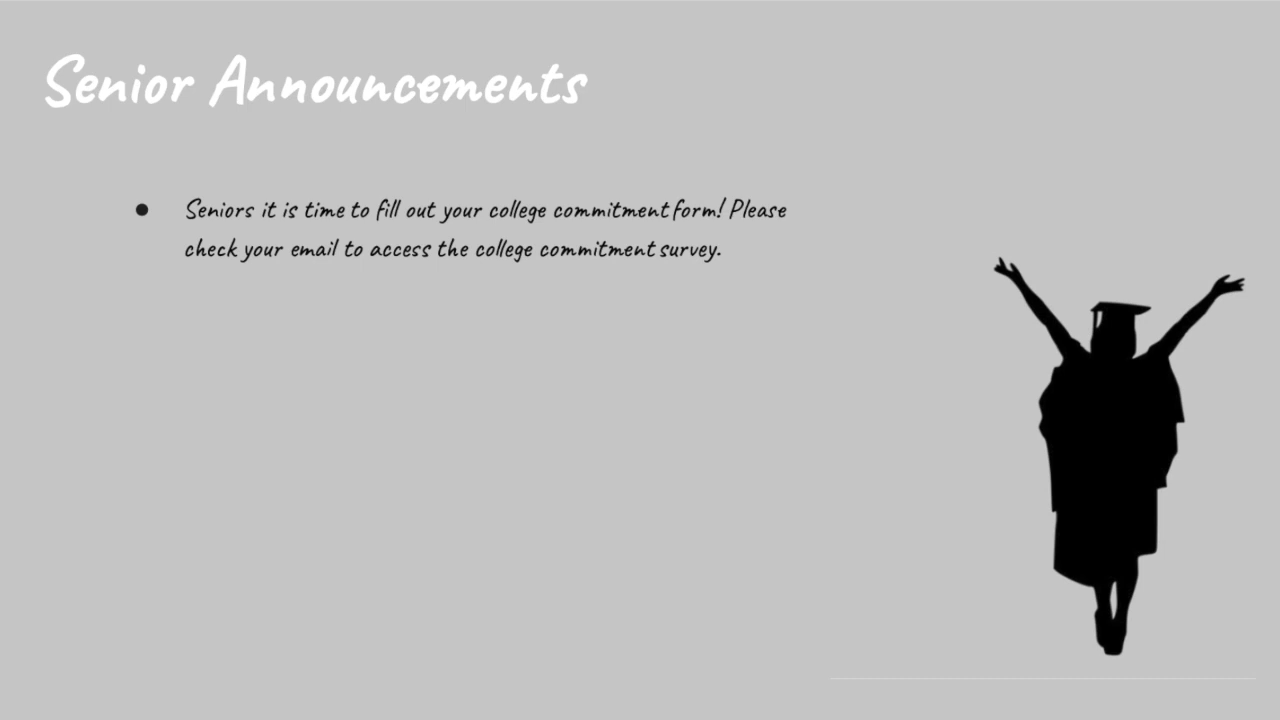 Senior Announcements
● Seniors it is time to fill out your college commitment form! Please
check your email to access the college commitment survey.